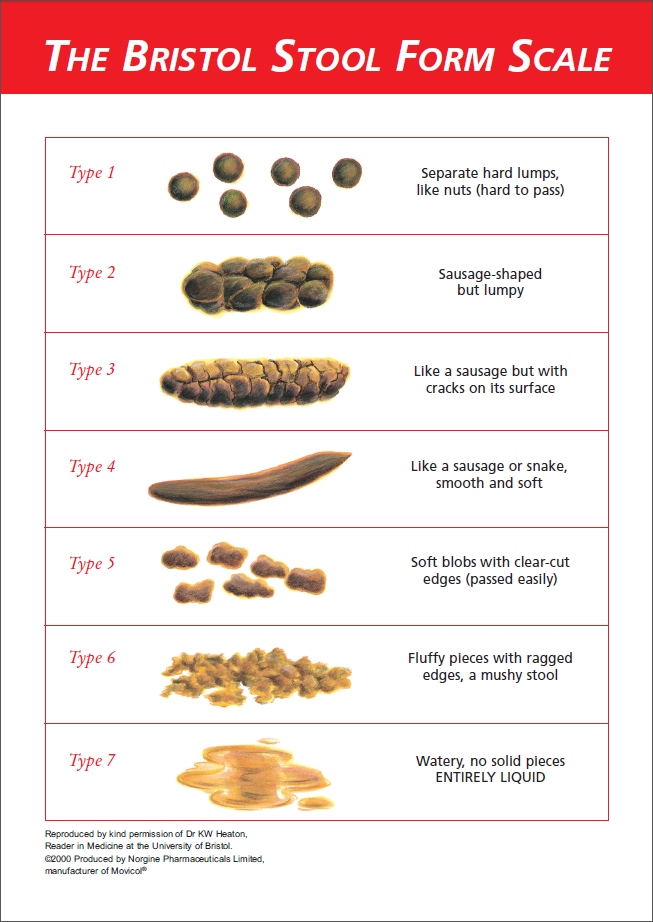 THE BRISTOL STOOL FORM SCALE
Type 1
Separate hard lumps,
like nuts (hard to pass)
Type 2
Sausage-shaped
but lumpy
Type 3
Like a sausage but with
cracks on its surface
Type 4
Like a sausage or snake,
smooth and soft
Type 5
Soft blobs with clear-cut
edges (passed easily)
Type 6
Fluffy pieces with ragged
edges, a mushy stool
Type 7
Watery, no solid pieces
ENTIRELY LIQUID
Reproduced by kind permission of Dr KW Heaton,
Reader in Medicine at the University of Bristol.
©2000 Produced by Norgine Pharmaceuticals Limited,
manufacturer of Movicol®